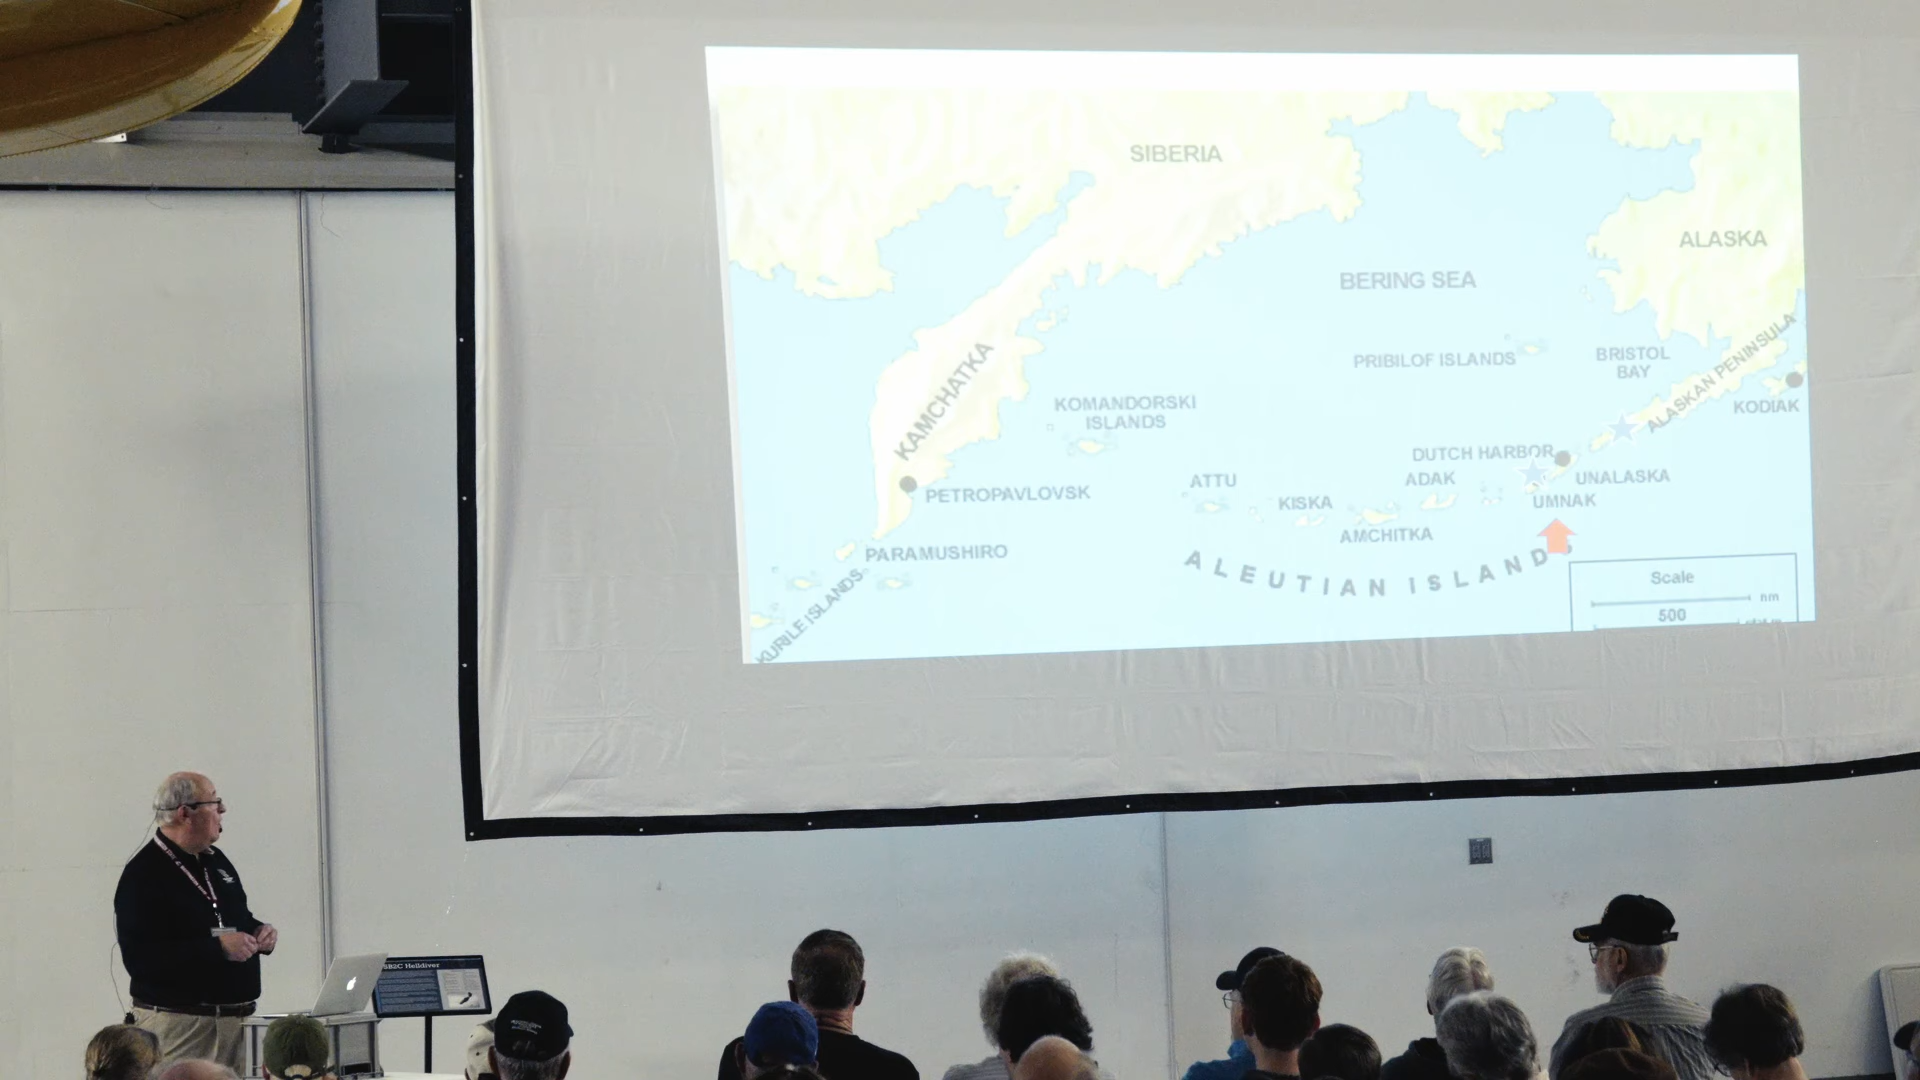 SIBERIA
ALASKA
BERING SEA
PRIBILOF ISLANDS
BRISTOL
BAY
ALASKAN PENINSULA
KODIAK
KAMCHATKA
KOMANDORSKI
ISLANDS
DUTCH HARBOR
ATTU
KISKA
ADAK
AMCHITKA
UNALASKA
UMNAK
PETROPAVLOVSK
PARAMUSHIRO
KURILE ISLANDS
ALEUTIAN ISLANDS
Scale
nm
500
SB2C Helldiver